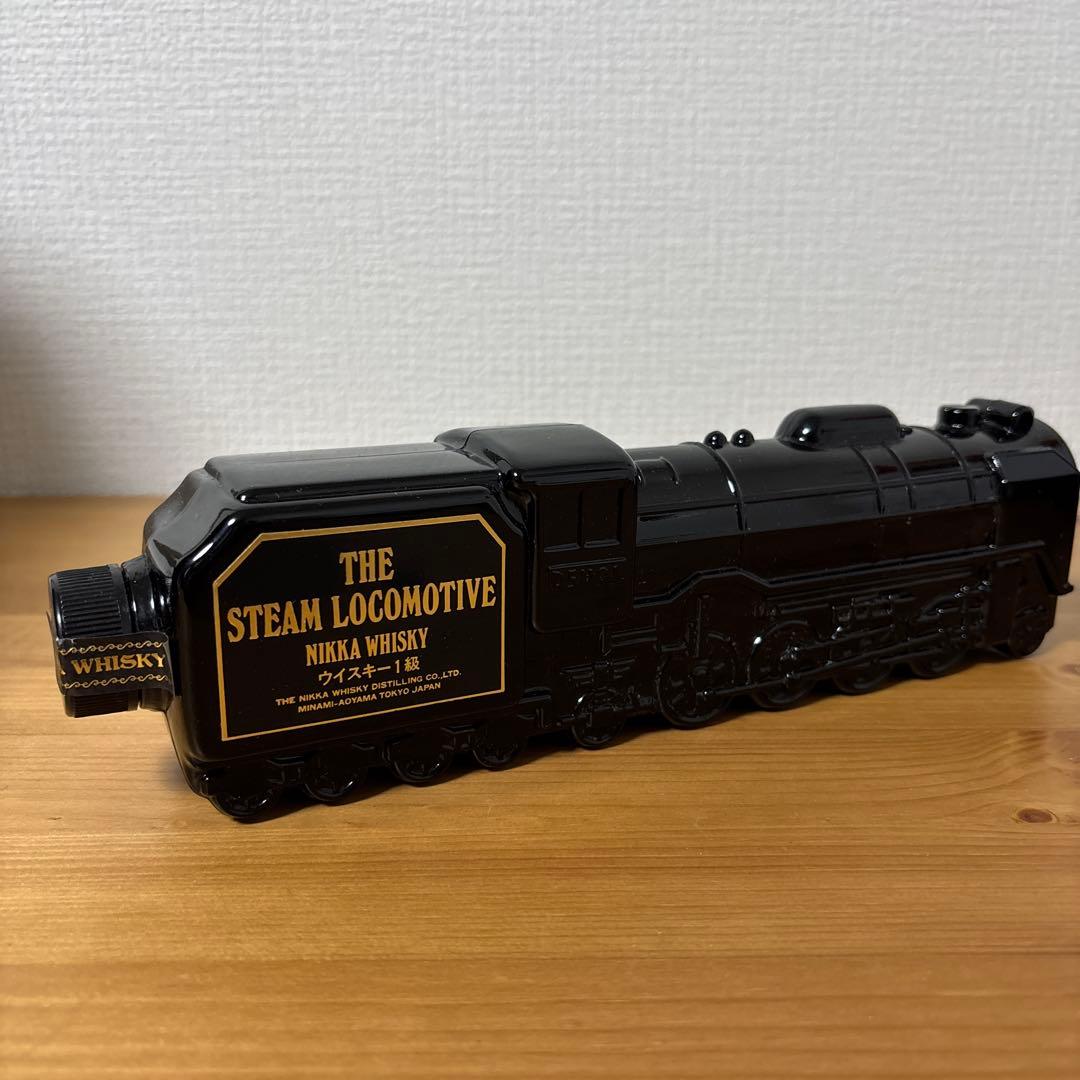 THE
STEAM LOCOMOTIVE
NIKKA WHISKY
ウイスキー1級
THE NIKKA WHISKY DISTILLING CO.,LTD.
MINAMI-AOYAMA TOKYO JAPAN
WHISKY